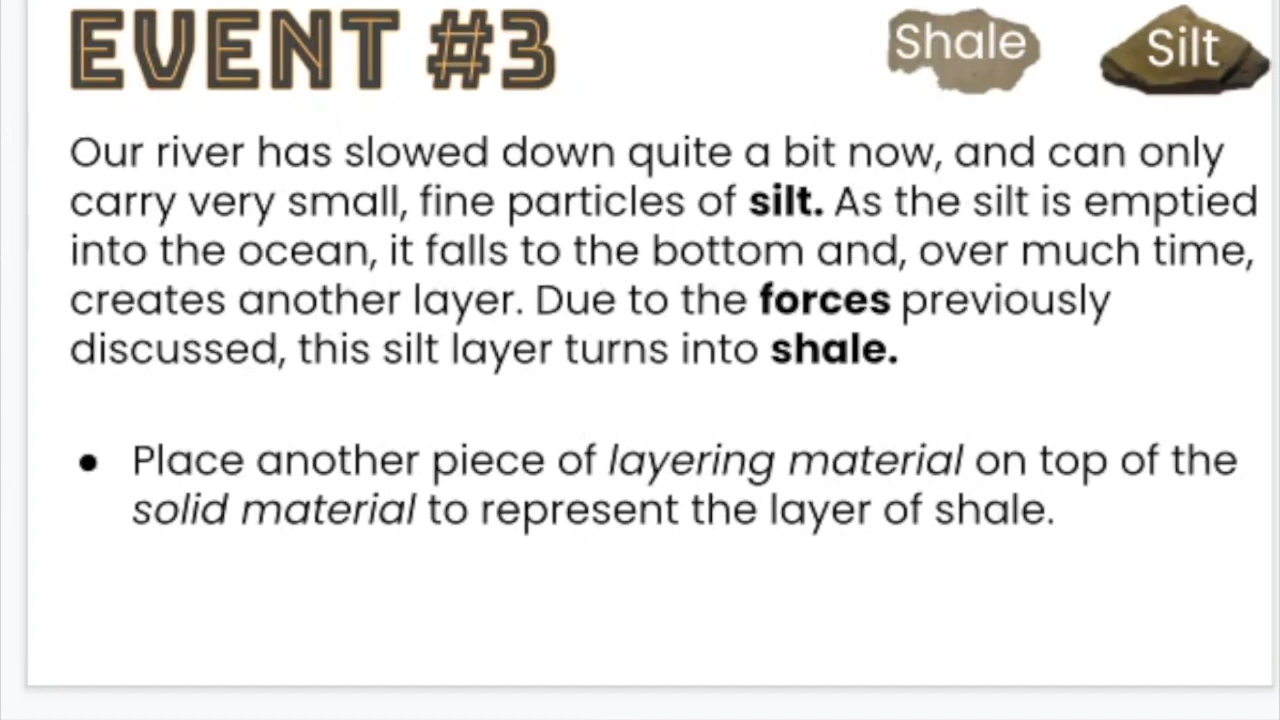 EVENT #3
Shale
Silt
Our river has slowed down quite a bit now, and can only
carry very small, fine particles of silt. As the silt is emptied
into the ocean, it falls to the bottom and, over much time,
creates another layer. Due to the forces previously
discussed, this silt layer turns into shale.
● Place another piece of layering material on top of the
solid material to represent the layer of shale.